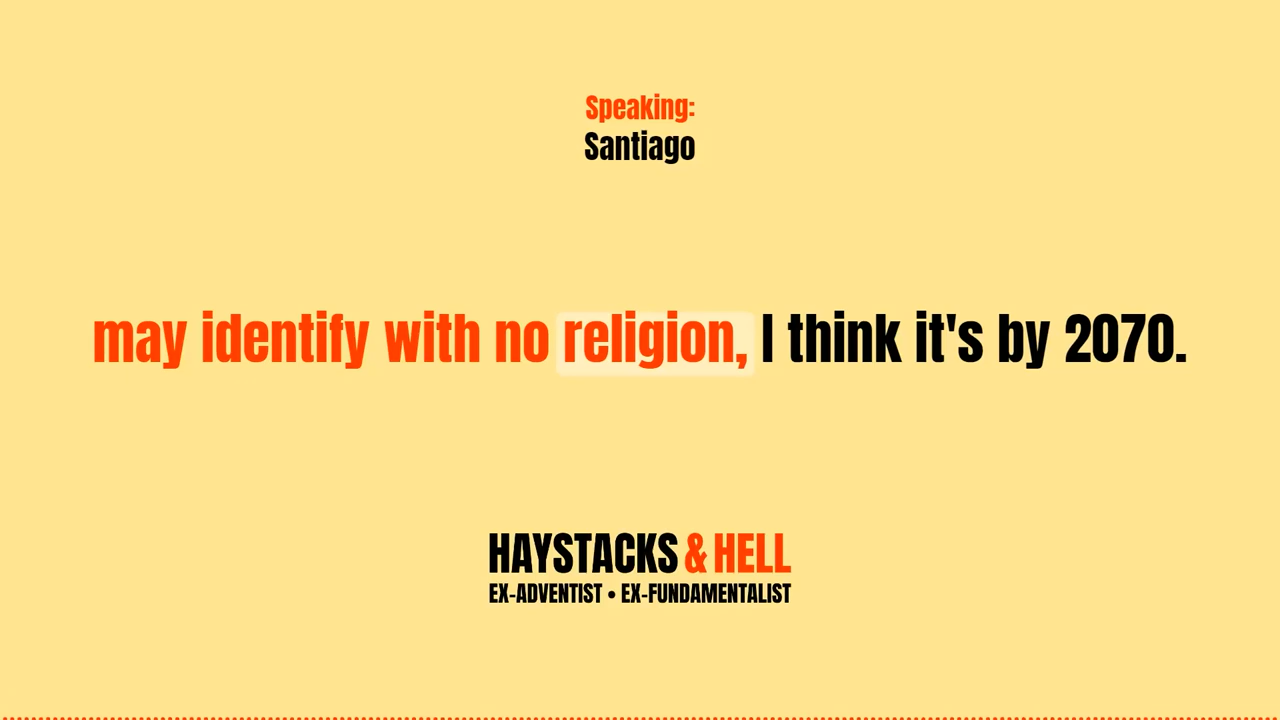 Speaking:
Santiago
may identify with no religion, I think it's by 2070.
HAYSTACKS & HELL
EX-ADVENTIST • EX-FUNDAMENTALIST